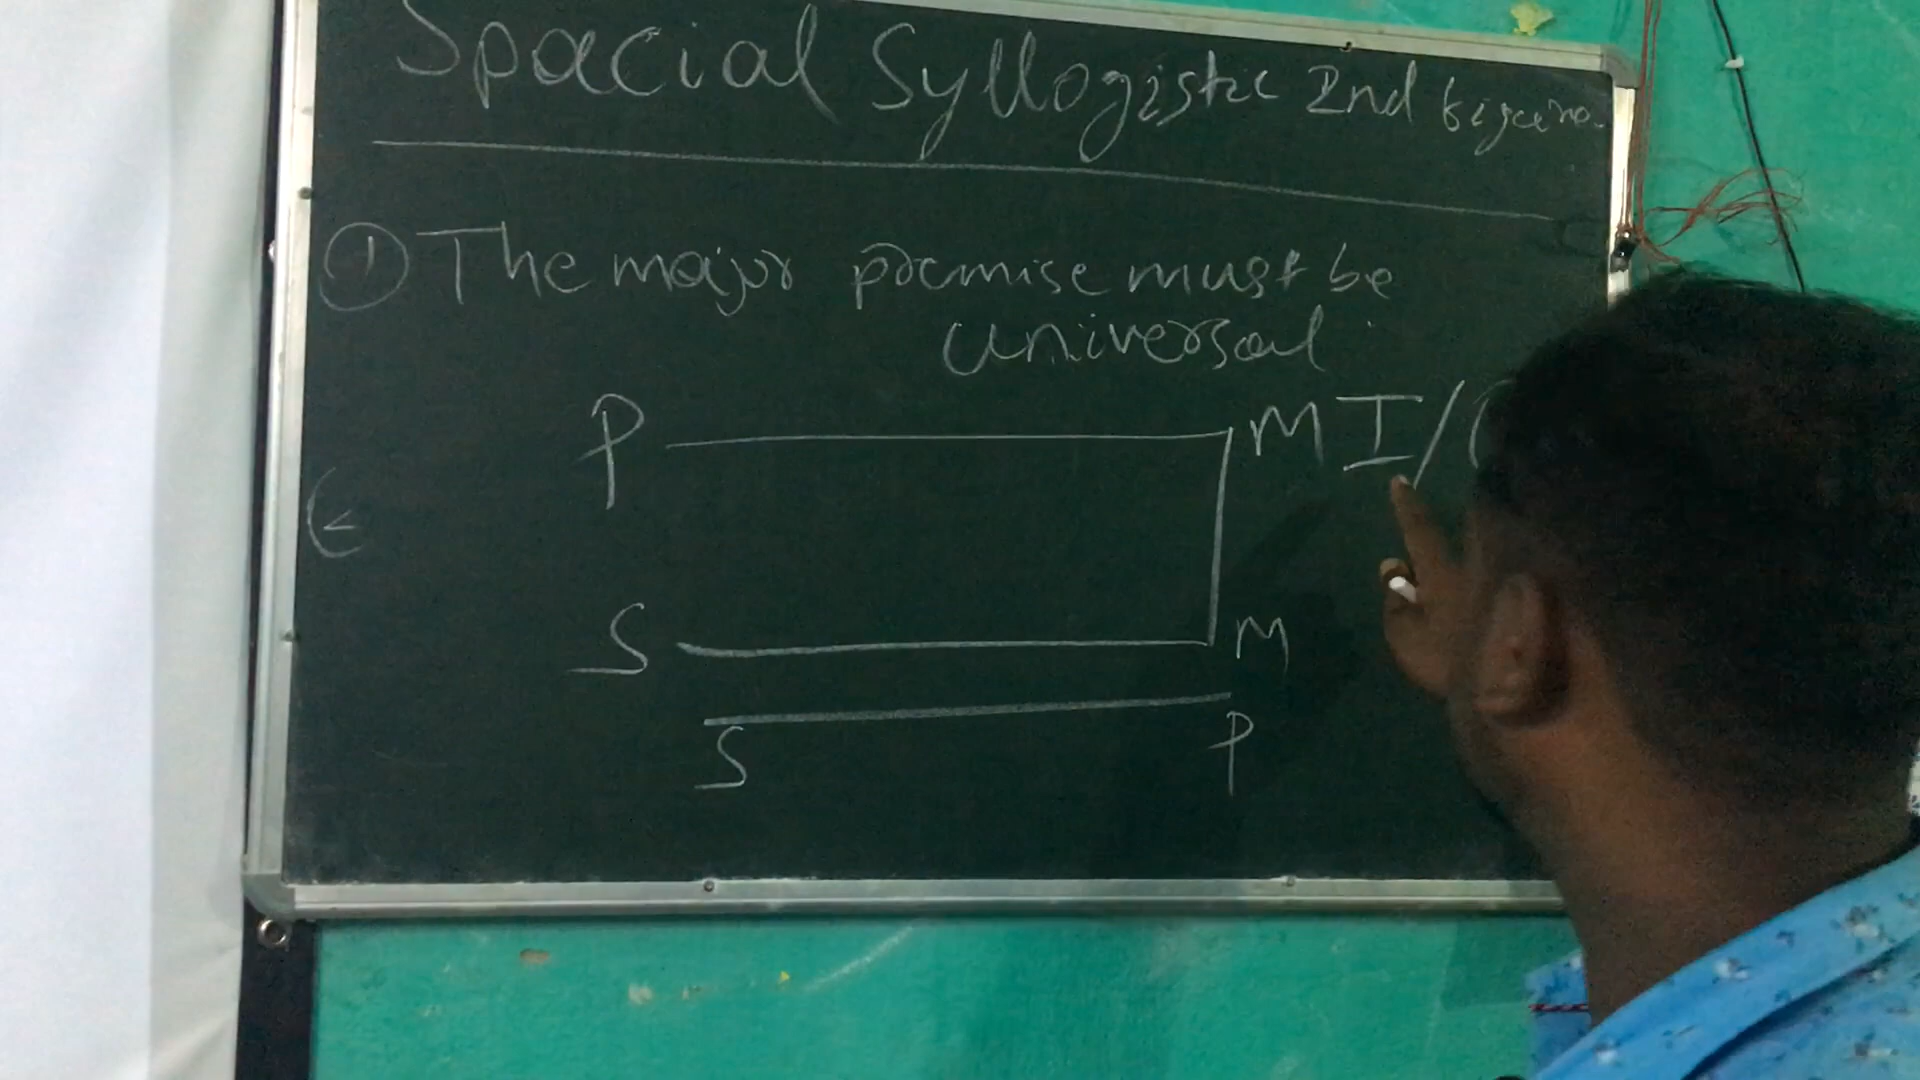 Spacial Syllogistic 2nd figure.
① The major premise must be
universal.
P M I/
S M
S P